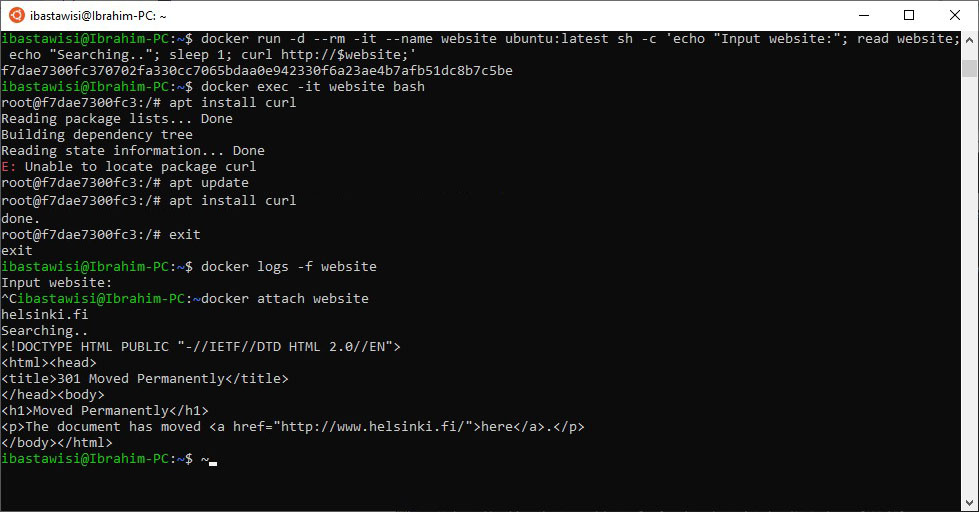 ibastawisi@Ibrahim-PC: ~
ibastawisi@Ibrahim-PC:~$ docker run -d --rm -it --name website ubuntu:latest sh -c 'echo "Input website:"; read website;
 echo "Searching.."; sleep 1; curl http://$website;'
f7dae7300fc370702fa330cc7065bdaa0e942330f6a23ae4b7afb51dc8b7c5be
ibastawisi@Ibrahim-PC:~$ docker exec -it website bash
root@f7dae7300fc3:/# apt install curl
Reading package lists... Done
Building dependency tree
Reading state information... Done
E: Unable to locate package curl
root@f7dae7300fc3:/# apt update
root@f7dae7300fc3:/# apt install curl
done.
root@f7dae7300fc3:/# exit
exit
ibastawisi@Ibrahim-PC:~$ docker logs -f website
Input website:
^Cibastawisi@Ibrahim-PC:~docker attach website
helsinki.fi
Searching..
<!DOCTYPE HTML PUBLIC "-//IETF//DTD HTML 2.0//EN">
<html><head>
<title>301 Moved Permanently</title>
</head><body>
<h1>Moved Permanently</h1>
<p>The document has moved <a href="http://www.helsinki.fi/">here</a>.</p>
</body></html>
ibastawisi@Ibrahim-PC:~$ ~